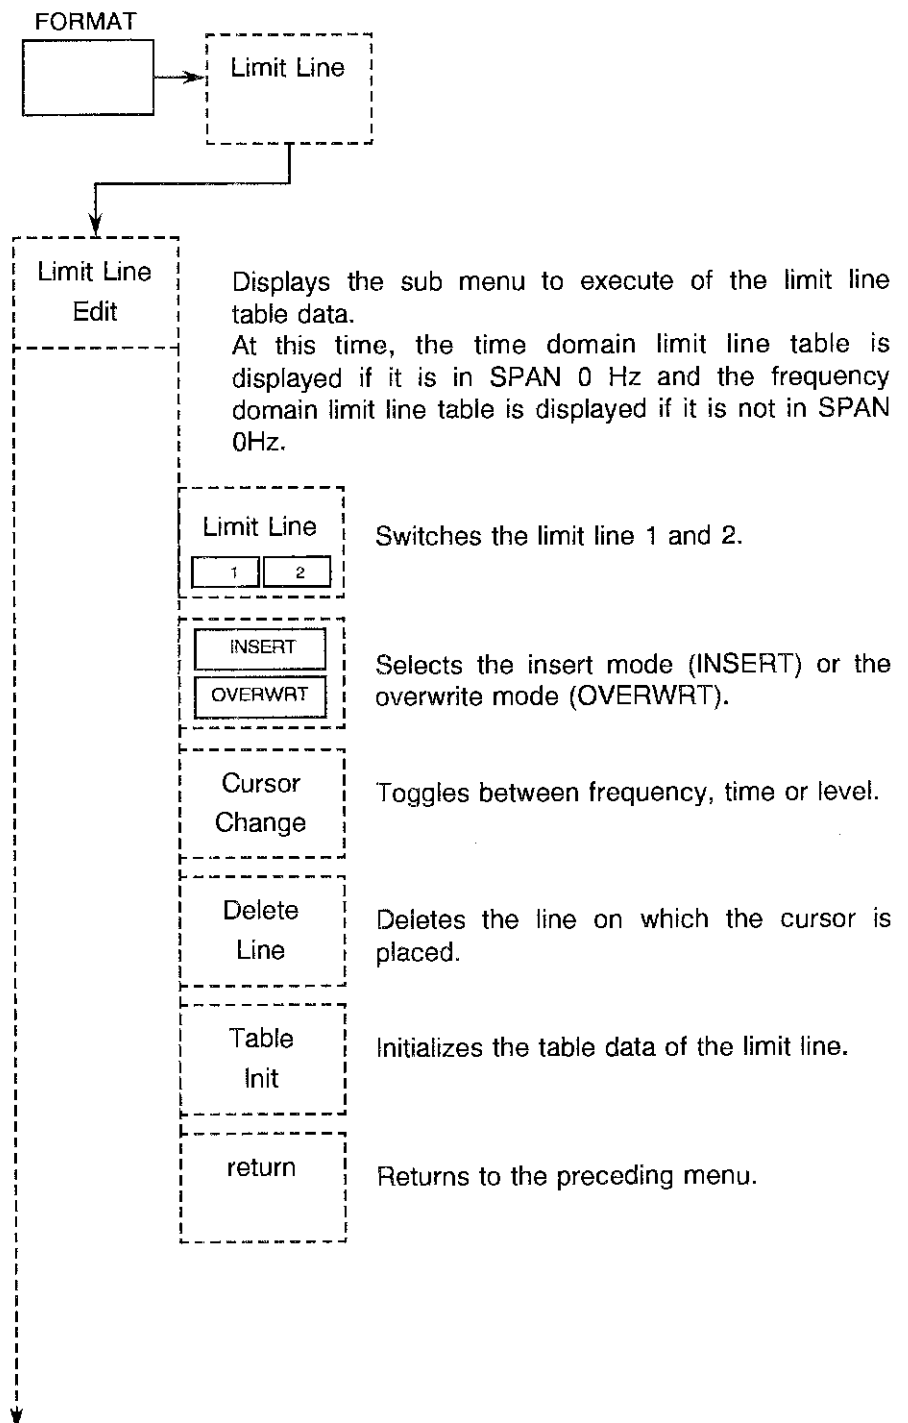 FORMAT
Limit Line
Limit Line
Edit
Displays the sub menu to execute of the limit line
table data.
At this time, the time domain limit line table is
displayed if it is in SPAN 0 Hz and the frequency
domain limit line table is displayed if it is not in SPAN
0Hz.
Limit Line
1 2
Switches the limit line 1 and 2.
INSERT
OVERWRT
Selects the insert mode (INSERT) or the
overwrite mode (OVERWRT).
Cursor
Change
Toggles between frequency, time or level.
Delete
Line
Deletes the line on which the cursor is
placed.
Table
Init
Initializes the table data of the limit line.
return
Returns to the preceding menu.